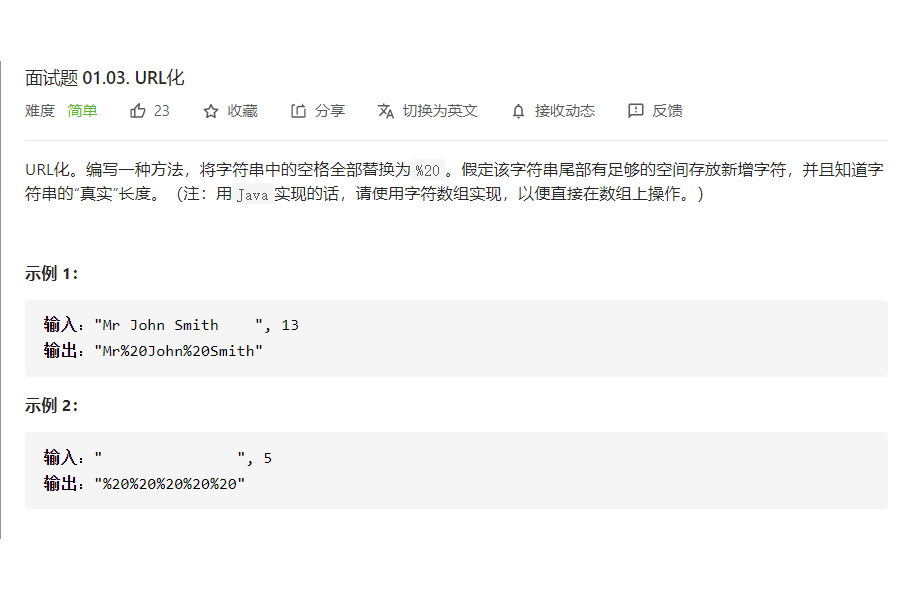 面试题 01.03. URL化
难度 简单 23 收藏 分享 切换为英文 接收动态 反馈
URL化。编写一种方法，将字符串中的空格全部替换为%20。假定该字符串尾部有足够的空间存放新增字符，并且知道字
符串的“真实”长度。（注：用Java实现的话，请使用字符数组实现，以便直接在数组上操作。）
示例 1：
输入："Mr John Smith    ", 13
输出："Mr%20John%20Smith"
示例 2：
输入："               ", 5
输出："%20%20%20%20%20"